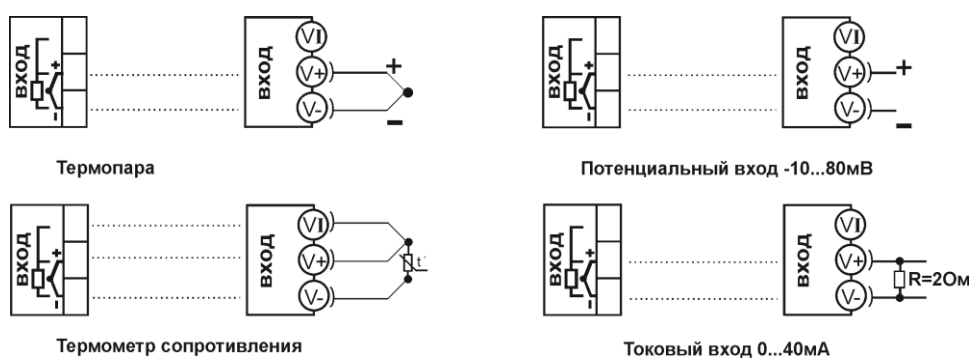 ВХОД + - ВХОД VI V+ V- + -
ВХОД + - ВХОД VI V+ V- + -
Термопара
Потенциальный вход -10...80мВ
ВХОД + - ВХОД VI V+ V- t°
ВХОД + - ВХОД VI V+ V- R=2Ом
Термометр сопротивления
Токовый вход 0...40мА